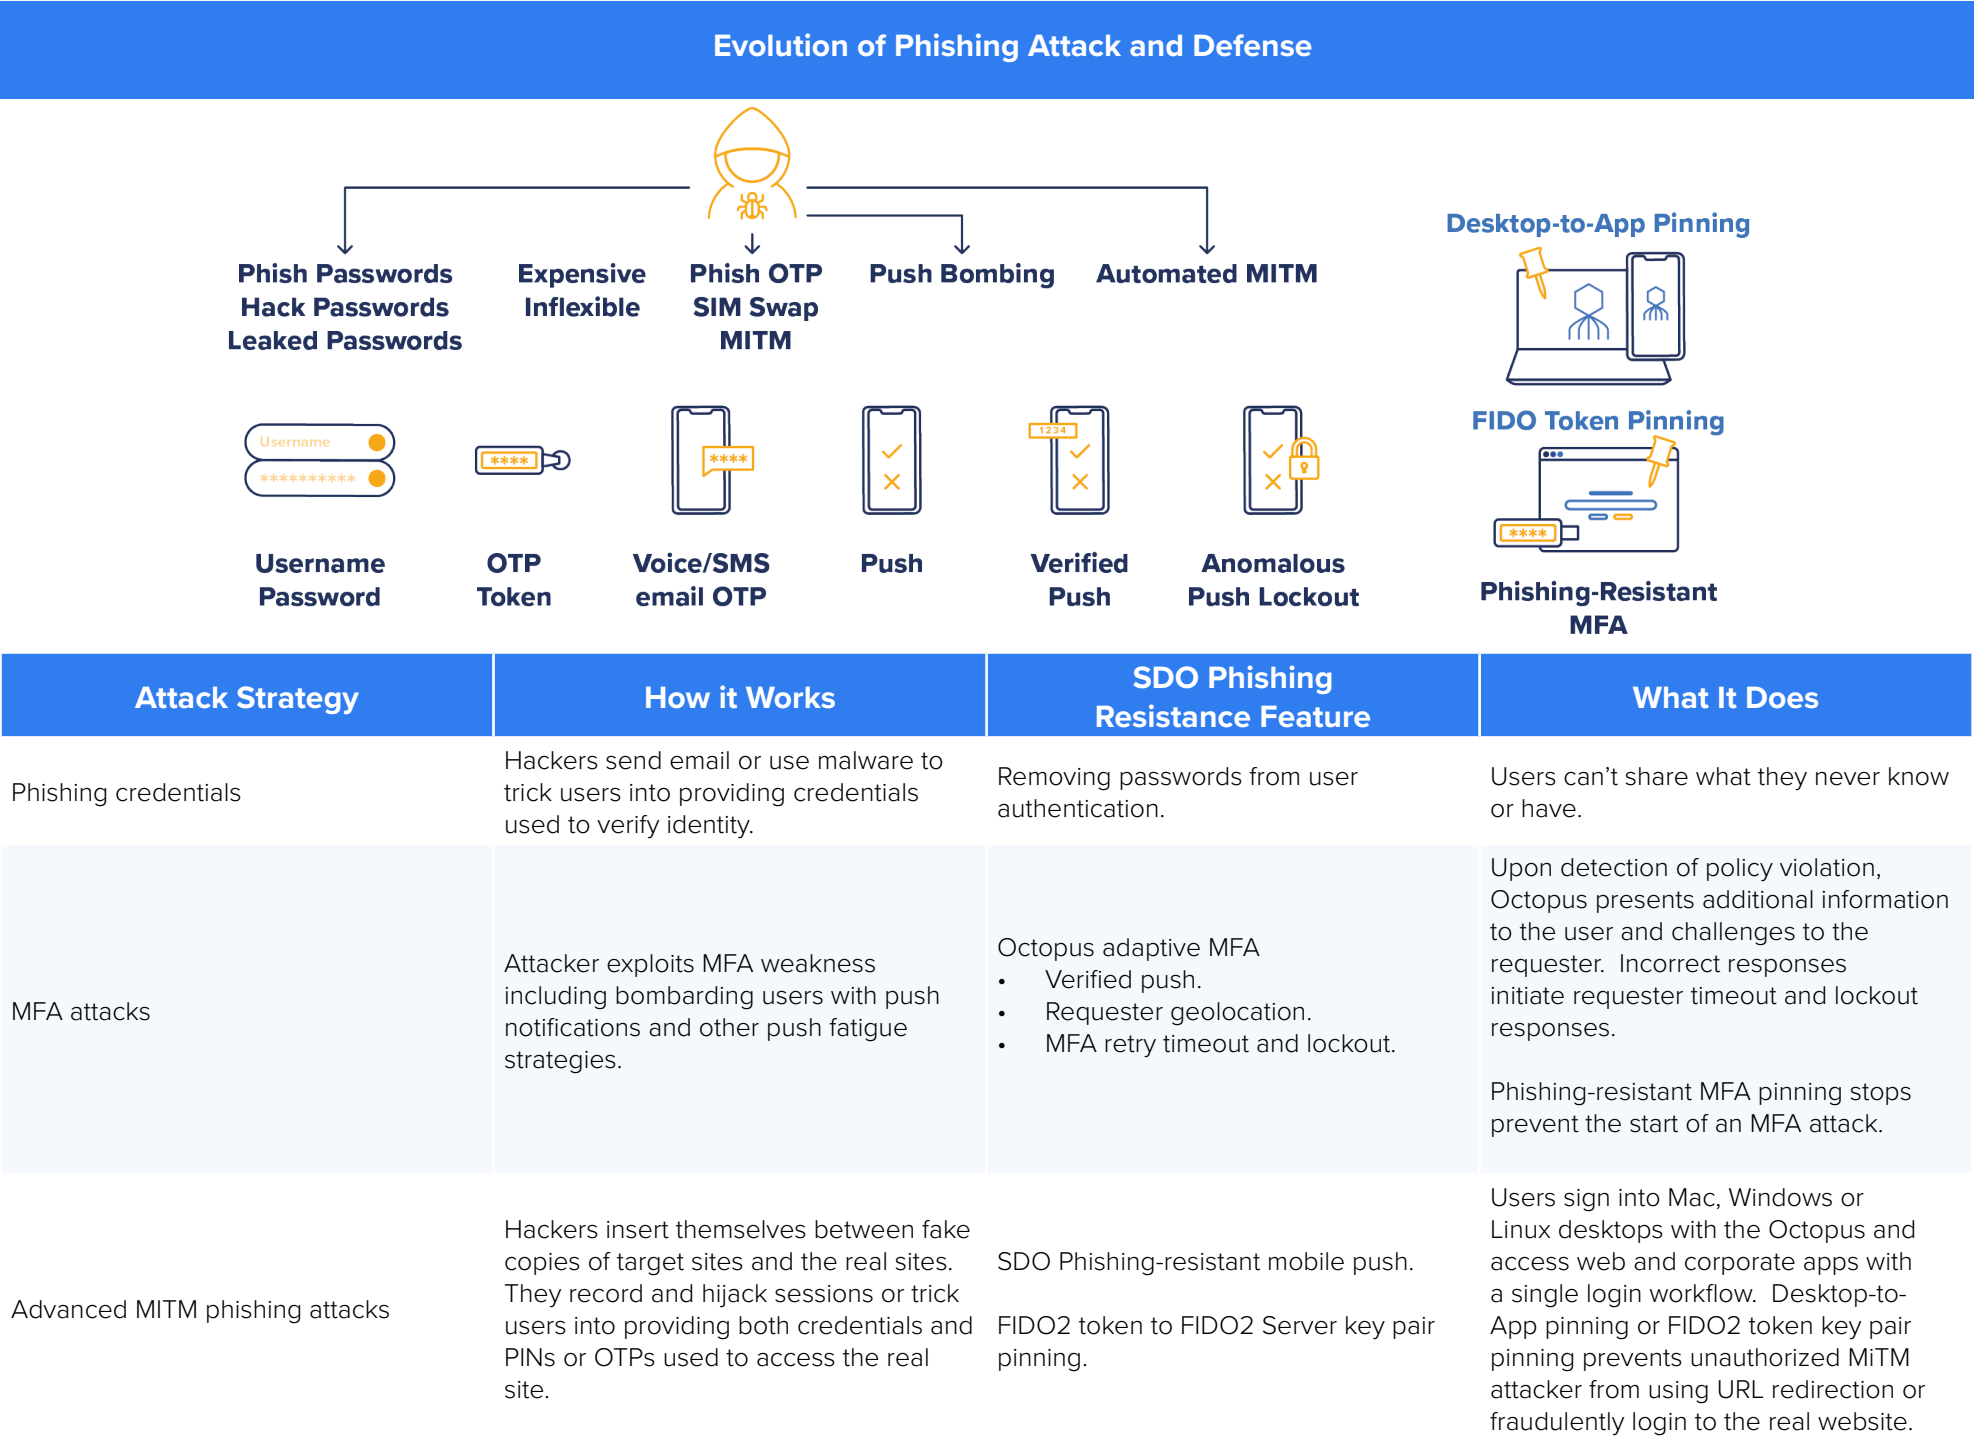 Evolution of Phishing Attack and Defense
Phish Passwords
Hack Passwords
Leaked Passwords
Expensive
Inflexible
Phish OTP
SIM Swap
MITM
Push Bombing
Automated MITM
Desktop-to-App Pinning
FIDO Token Pinning
Username
**********
****
****
1234
****
Username
Password
OTP
Token
Voice/SMS
email OTP
Push
Verified
Push
Anomalous
Push Lockout
Phishing-Resistant
MFA
Attack Strategy
How it Works
SDO Phishing
Resistance Feature
What It Does
Phishing credentials
Hackers send email or use malware to
trick users into providing credentials
used to verify identity.
Removing passwords from user
authentication.
Users can’t share what they never know
or have.
MFA attacks
Attacker exploits MFA weakness
including bombarding users with push
notifications and other push fatigue
strategies.
Octopus adaptive MFA
• Verified push.
• Requester geolocation.
• MFA retry timeout and lockout.
Upon detection of policy violation,
Octopus presents additional information
to the user and challenges to the
requester.  Incorrect responses
initiate requester timeout and lockout
responses.
Phishing-resistant MFA pinning stops
prevent the start of an MFA attack.
Advanced MITM phishing attacks
Hackers insert themselves between fake
copies of target sites and the real sites.
They record and hijack sessions or trick
users into providing both credentials and
PINs or OTPs used to access the real
site.
SDO Phishing-resistant mobile push.
FIDO2 token to FIDO2 Server key pair
pinning.
Users sign into Mac, Windows or
Linux desktops with the Octopus and
access web and corporate apps with
a single login workflow.  Desktop-to-
App pinning or FIDO2 token key pair
pinning prevents unauthorized MiTM
attacker from using URL redirection or
fraudulently login to the real website.